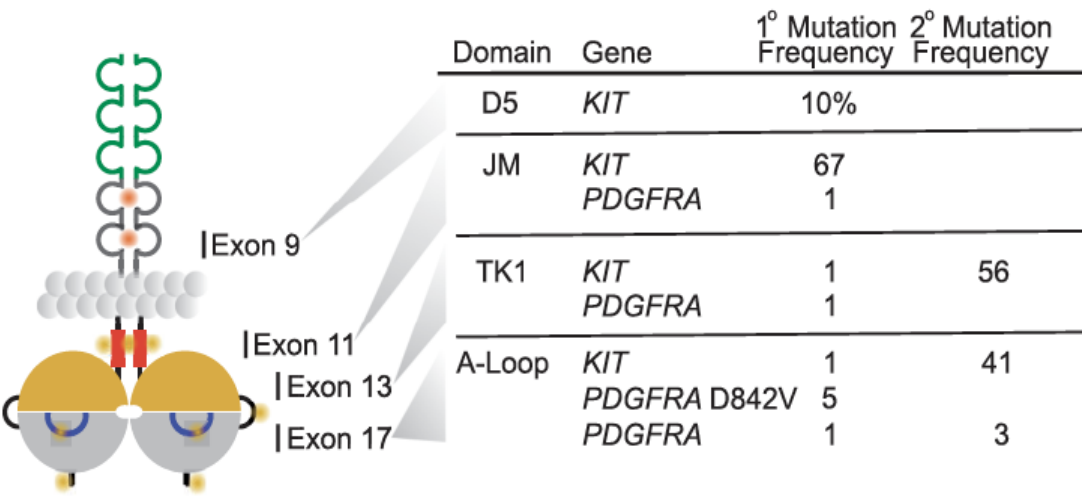 1° Mutation 2° Mutation
Domain Gene Frequency Frequency
D5 KIT 10%
JM KIT 67
PDGFRA 1
Exon 9
TK1 KIT 1 56
PDGFRA 1
Exon 11
A-Loop KIT 1 41
Exon 13
PDGFRA D842V 5
Exon 17
PDGFRA 1 3